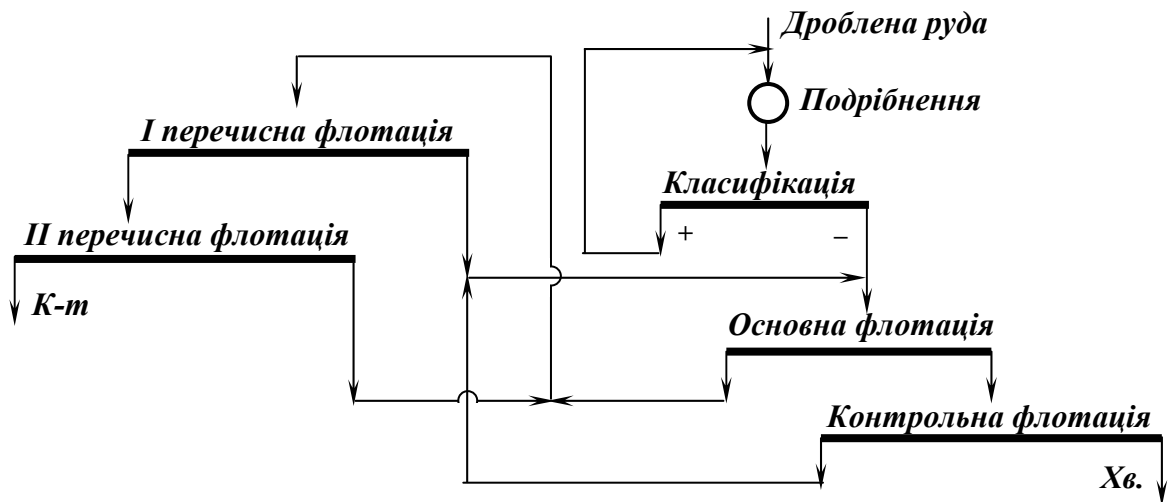 Дроблена руда
Подрібнення
І перечисна флотація
Класифікація
+ –
ІІ перечисна флотація
К-т
Основна флотація
Контрольна флотація
Хв.